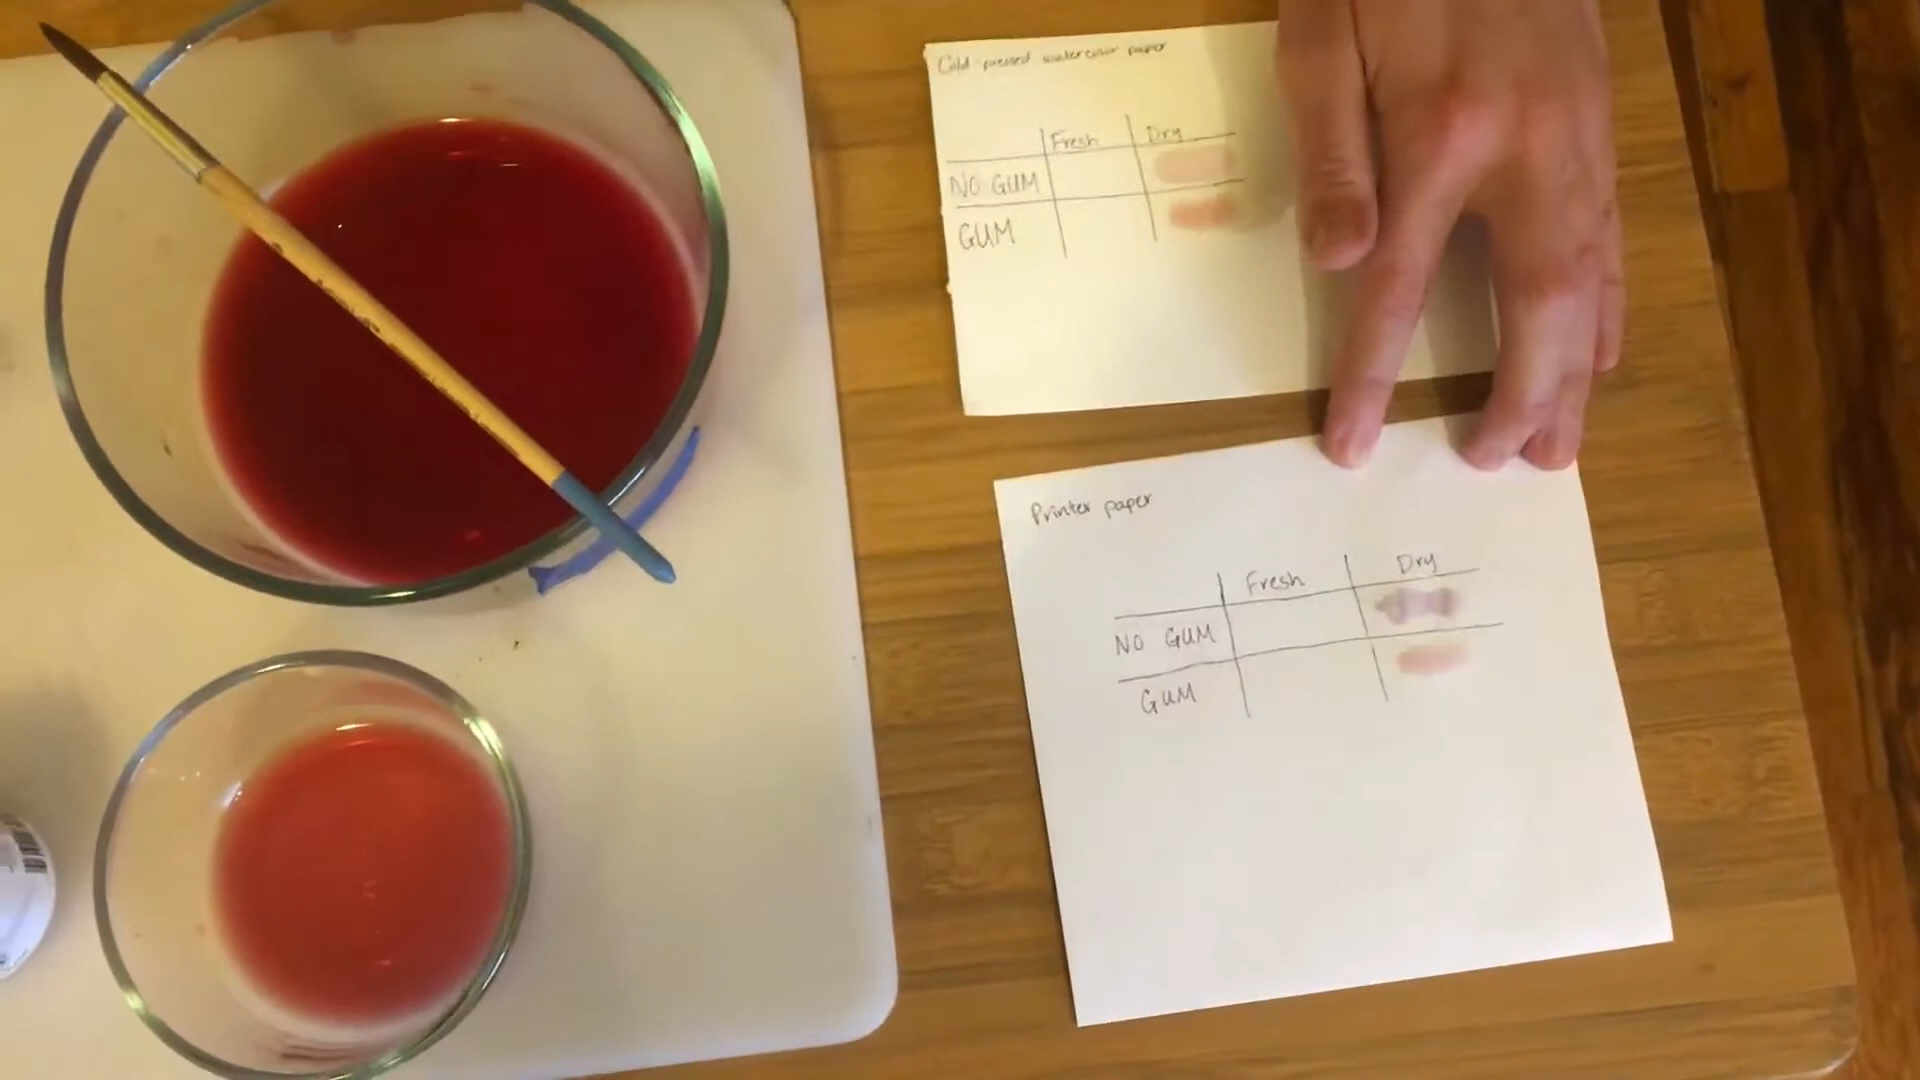 Cold pressed watercolor paper
Fresh Dry
NO GUM
GUM
Printer paper
Fresh Dry
NO GUM
GUM